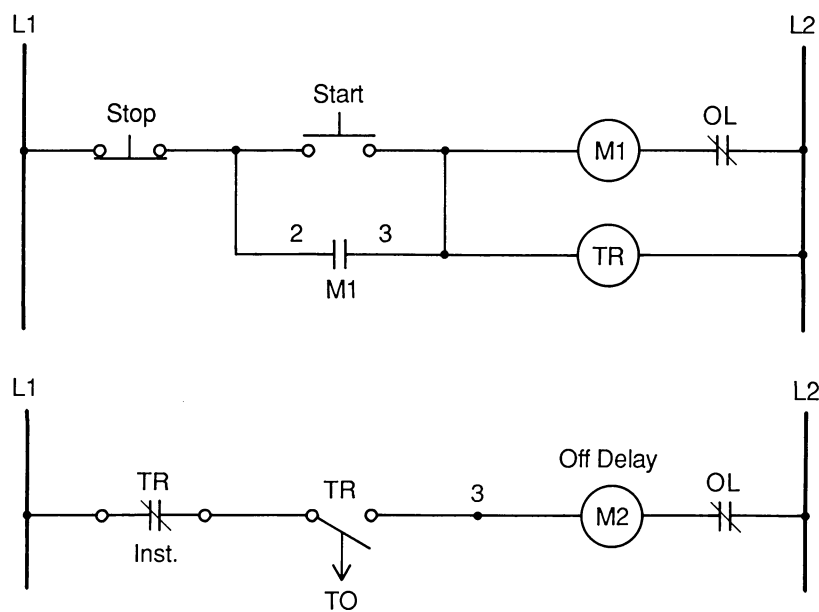 L1
L2
Stop
Start
OL
M1
2
3
M1
TR
L1
L2
TR
TR
3
Off Delay
OL
M2
Inst.
TO